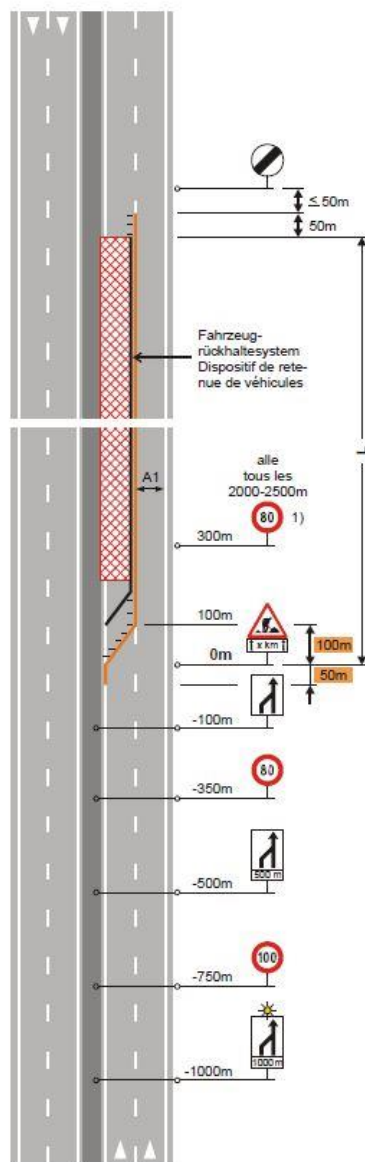 ≤ 50m
50m
Fahrzeug-
rückhaltesystem
Dispositif de rete-
nue de véhicules
L
A1
alle
tous les
2000-2500m
80 1)
300m
100m
x km
100m
0m
50m
-100m
80
-350m
500 m
-500m
100
-750m
1000 m
-1000m